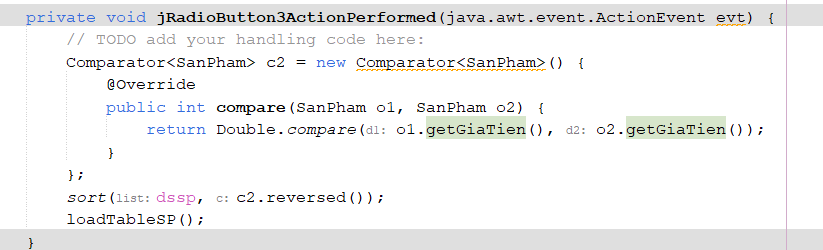 private void jRadioButton3ActionPerformed(java.awt.event.ActionEvent evt) {
    // TODO add your handling code here:
    Comparator<SanPham> c2 = new Comparator<SanPham>() {
        @Override
        public int compare(SanPham o1, SanPham o2) {
            return Double.compare(d1: o1.getGiaTien(), d2: o2.getGiaTien());
        }
    };
    sort(list: dssp, c: c2.reversed());
    loadTableSP();
}